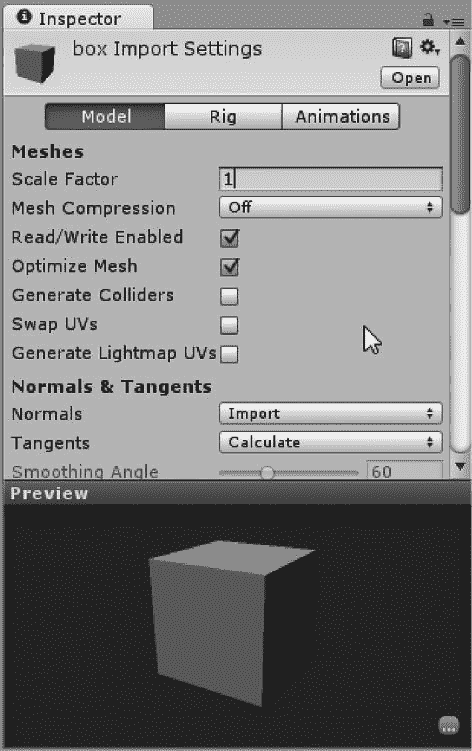 Inspector
box Import Settings
Open
Model Rig Animations
Meshes
Scale Factor 1
Mesh Compression Off
Read/Write Enabled
Optimize Mesh
Generate Colliders
Swap UVs
Generate Lightmap UVs
Normals & Tangents
Normals Import
Tangents Calculate
Smoothing Angle 60
Preview